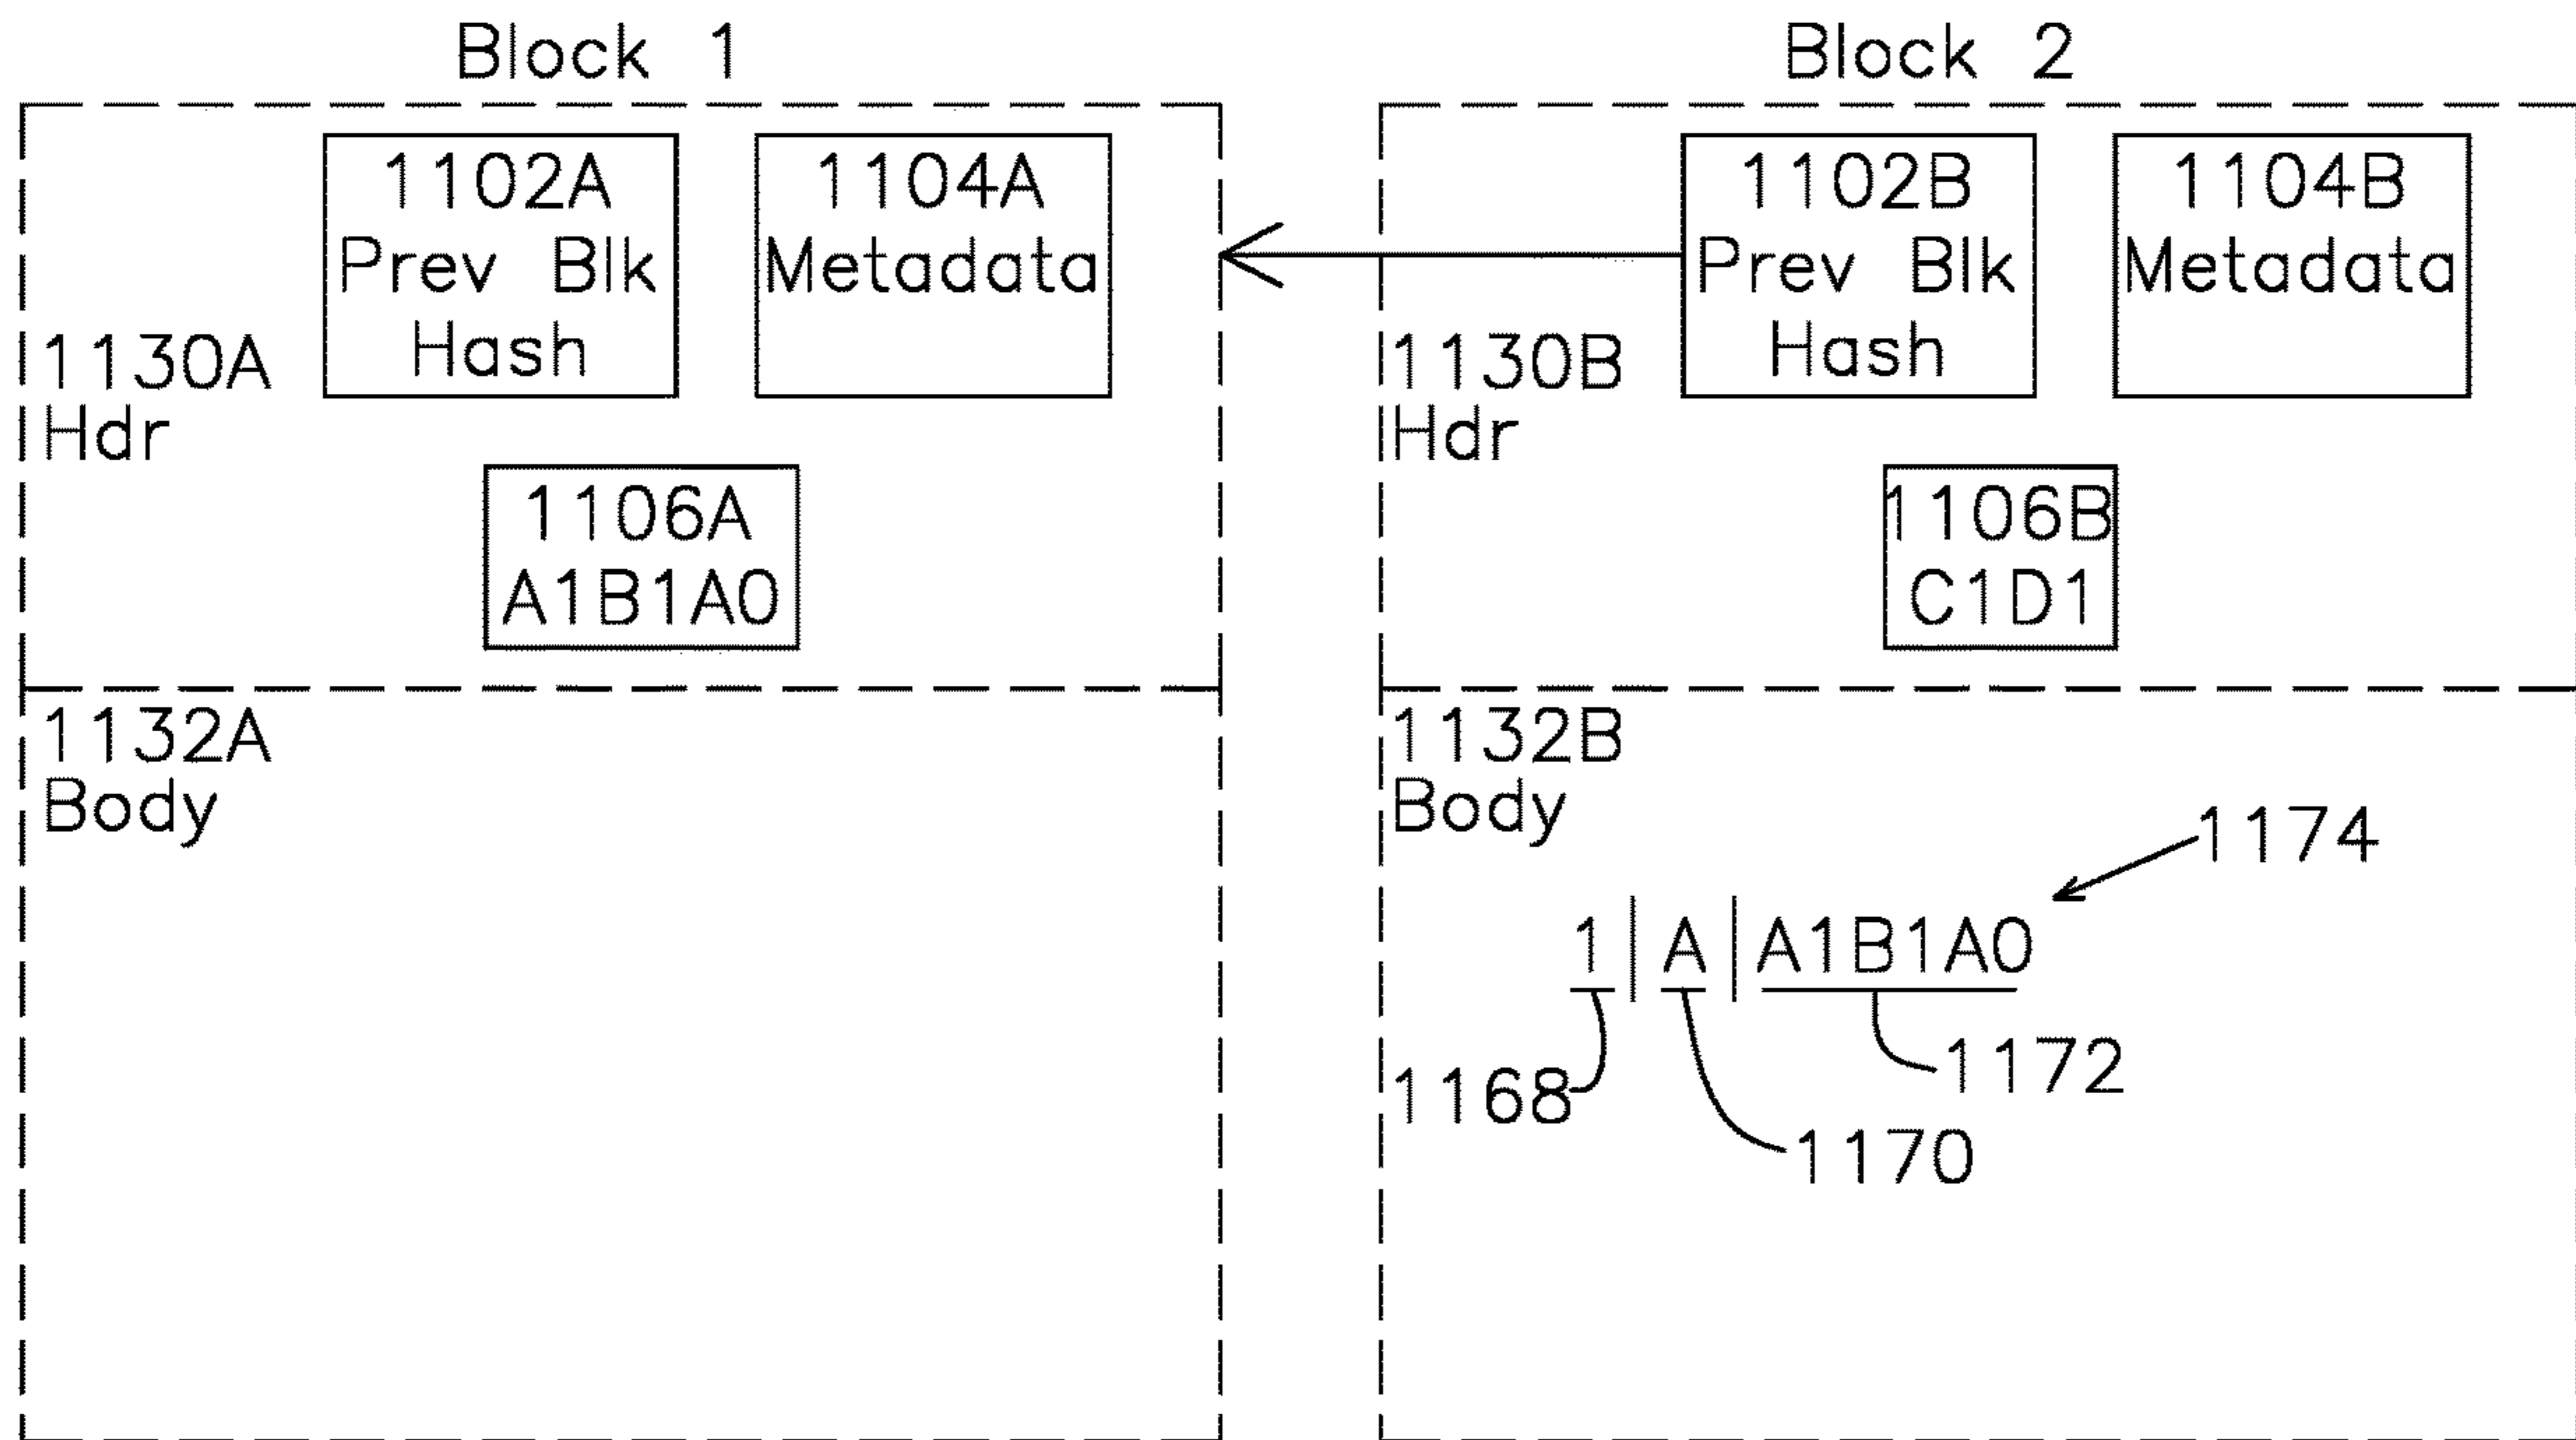 Block 1
1102A
Prev Blk
Hash
1104A
Metadata
1130A
Hdr
1106A
A1B1A0
1132A
Body
Block 2
1102B
Prev Blk
Hash
1104B
Metadata
1130B
Hdr
1106B
C1D1
1132B
Body
1174
1|A|A1B1A0
1172
1168
1170